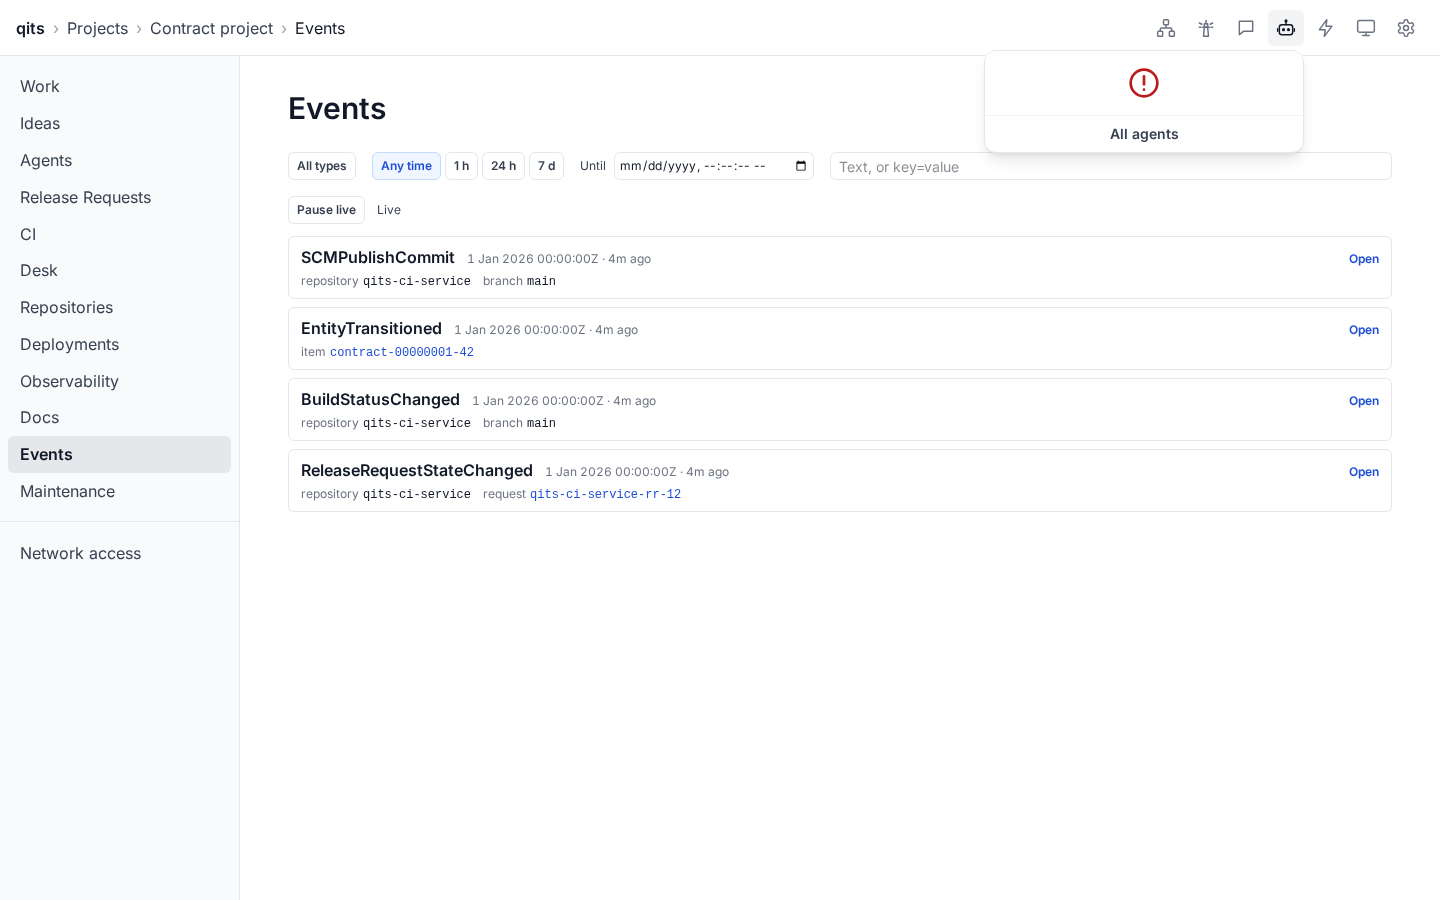 qits › Projects › Contract project › Events
All agents
Work
Ideas
Agents
Release Requests
CI
Desk
Repositories
Deployments
Observability
Docs
Events
Maintenance
Network access
Events
All types Any time 1 h 24 h 7 d Until mm/dd/yyyy, --:--:-- -- Text, or key=value
Pause live Live
SCMPublishCommit 1 Jan 2026 00:00:00Z · 4m ago Open
repository qits-ci-service branch main
EntityTransitioned 1 Jan 2026 00:00:00Z · 4m ago Open
item contract-00000001-42
BuildStatusChanged 1 Jan 2026 00:00:00Z · 4m ago Open
repository qits-ci-service branch main
ReleaseRequestStateChanged 1 Jan 2026 00:00:00Z · 4m ago Open
repository qits-ci-service request qits-ci-service-rr-12